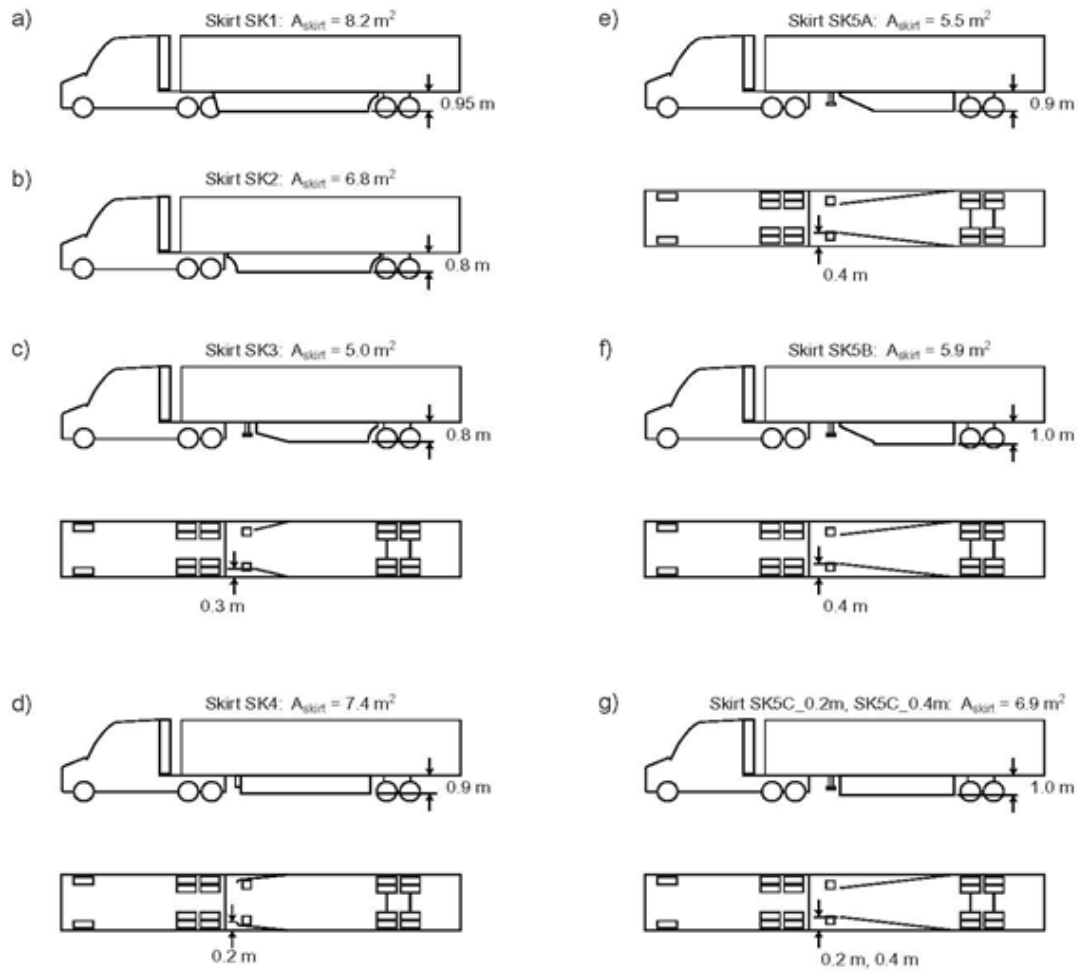 a)
Skirt SK1: Aₛₖᵢᵣₜ = 8.2 m²
0.95 m
b)
Skirt SK2: Aₛₖᵢᵣₜ = 6.8 m²
0.8 m
c)
Skirt SK3: Aₛₖᵢᵣₜ = 5.0 m²
0.8 m
0.3 m
d)
Skirt SK4: Aₛₖᵢᵣₜ = 7.4 m²
0.9 m
0.2 m
e)
Skirt SK5A: Aₛₖᵢᵣₜ = 5.5 m²
0.9 m
0.4 m
f)
Skirt SK5B: Aₛₖᵢᵣₜ = 5.9 m²
1.0 m
0.4 m
g)
Skirt SK5C_0.2m, SK5C_0.4m: Aₛₖᵢᵣₜ = 6.9 m²
1.0 m
0.2 m, 0.4 m